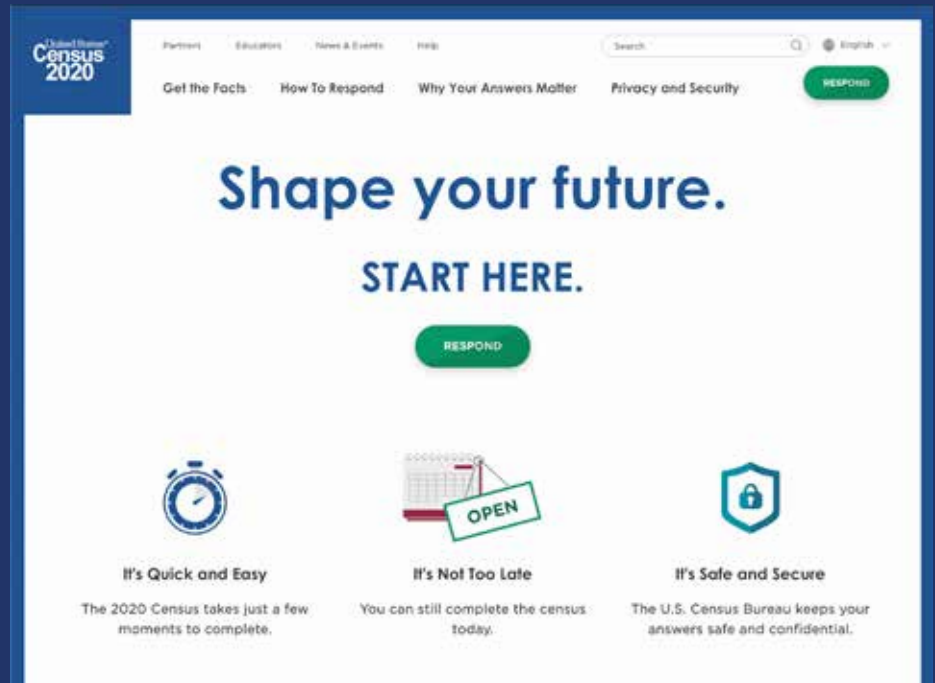 United States®
Census
2020
Partners Educators News & Events Help Search English
Get the Facts How To Respond Why Your Answers Matter Privacy and Security RESPOND
Shape your future.
START HERE.
RESPOND
OPEN
It's Quick and Easy It's Not Too Late It's Safe and Secure
The 2020 Census takes just a few You can still complete the census The U.S. Census Bureau keeps your
moments to complete. today. answers safe and confidential.